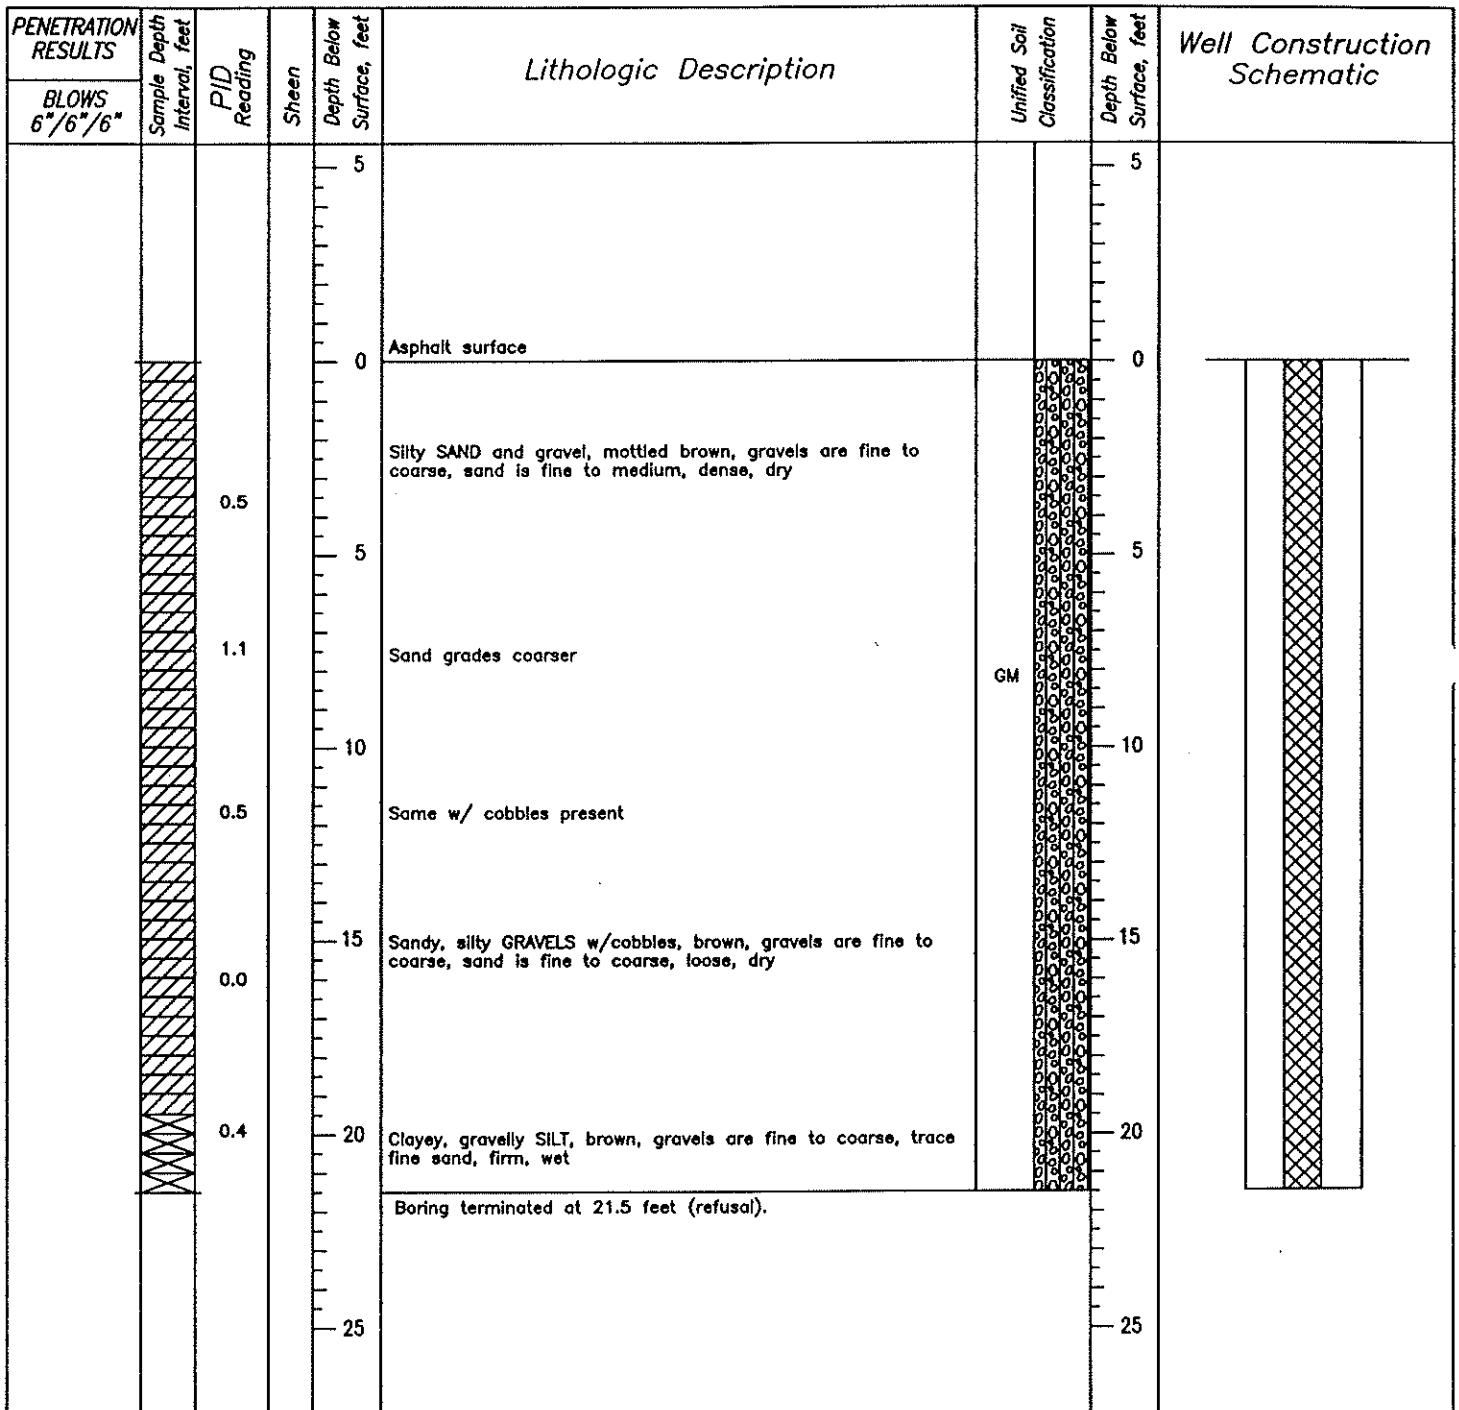 PENETRATION
RESULTS
BLOWS
6"/6"/6"
Sample Depth
Interval, feet
PID
Reading
Sheen
Depth Below
Surface, feet
Lithologic Description
Unified Soil
Classification
Depth Below
Surface, feet
Well Construction
Schematic
5
5
Asphalt surface
0
0
Silty SAND and gravel, mottled brown, gravels are fine to
coarse, sand is fine to medium, dense, dry
0.5
5
5
1.1
Sand grades coarser
GM
10
10
0.5
Same w/ cobbles present
15
Sandy, silty GRAVELS w/cobbles, brown, gravels are fine to
coarse, sand is fine to coarse, loose, dry
15
0.0
0.4
20
Clayey, gravelly SILT, brown, gravels are fine to coarse, trace
fine sand, firm, wet
20
Boring terminated at 21.5 feet (refusal).
25
25